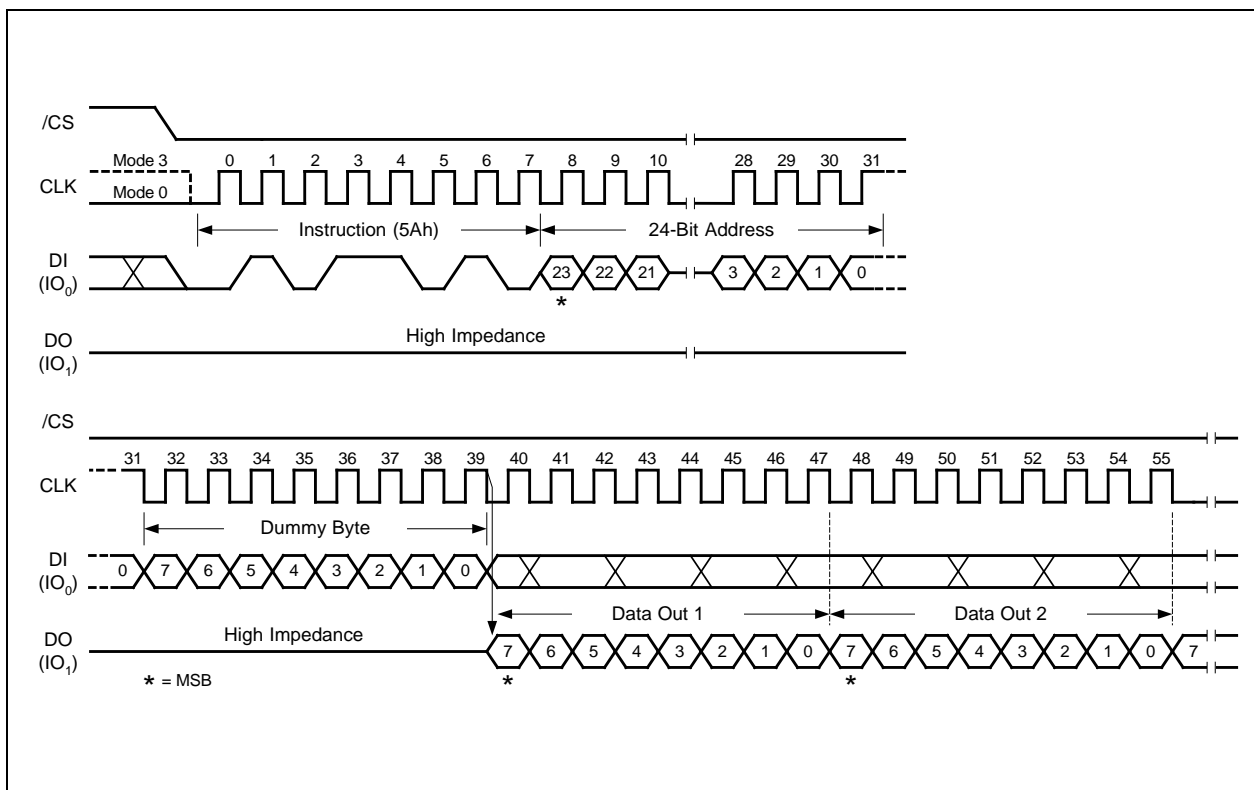 /CS
Mode 3 0 1 2 3 4 5 6 7 8 9 10 28 29 30 31
CLK
Mode 0
Instruction (5Ah) 24-Bit Address
DI
(IO0) 23 22 21 3 2 1 0
*
High Impedance
DO
(IO1)
/CS
31 32 33 34 35 36 37 38 39 40 41 42 43 44 45 46 47 48 49 50 51 52 53 54 55
CLK
Dummy Byte
DI
(IO0) 0 7 6 5 4 3 2 1 0
Data Out 1 Data Out 2
High Impedance
DO
(IO1) 7 6 5 4 3 2 1 0 7 6 5 4 3 2 1 0 7
* = MSB * *